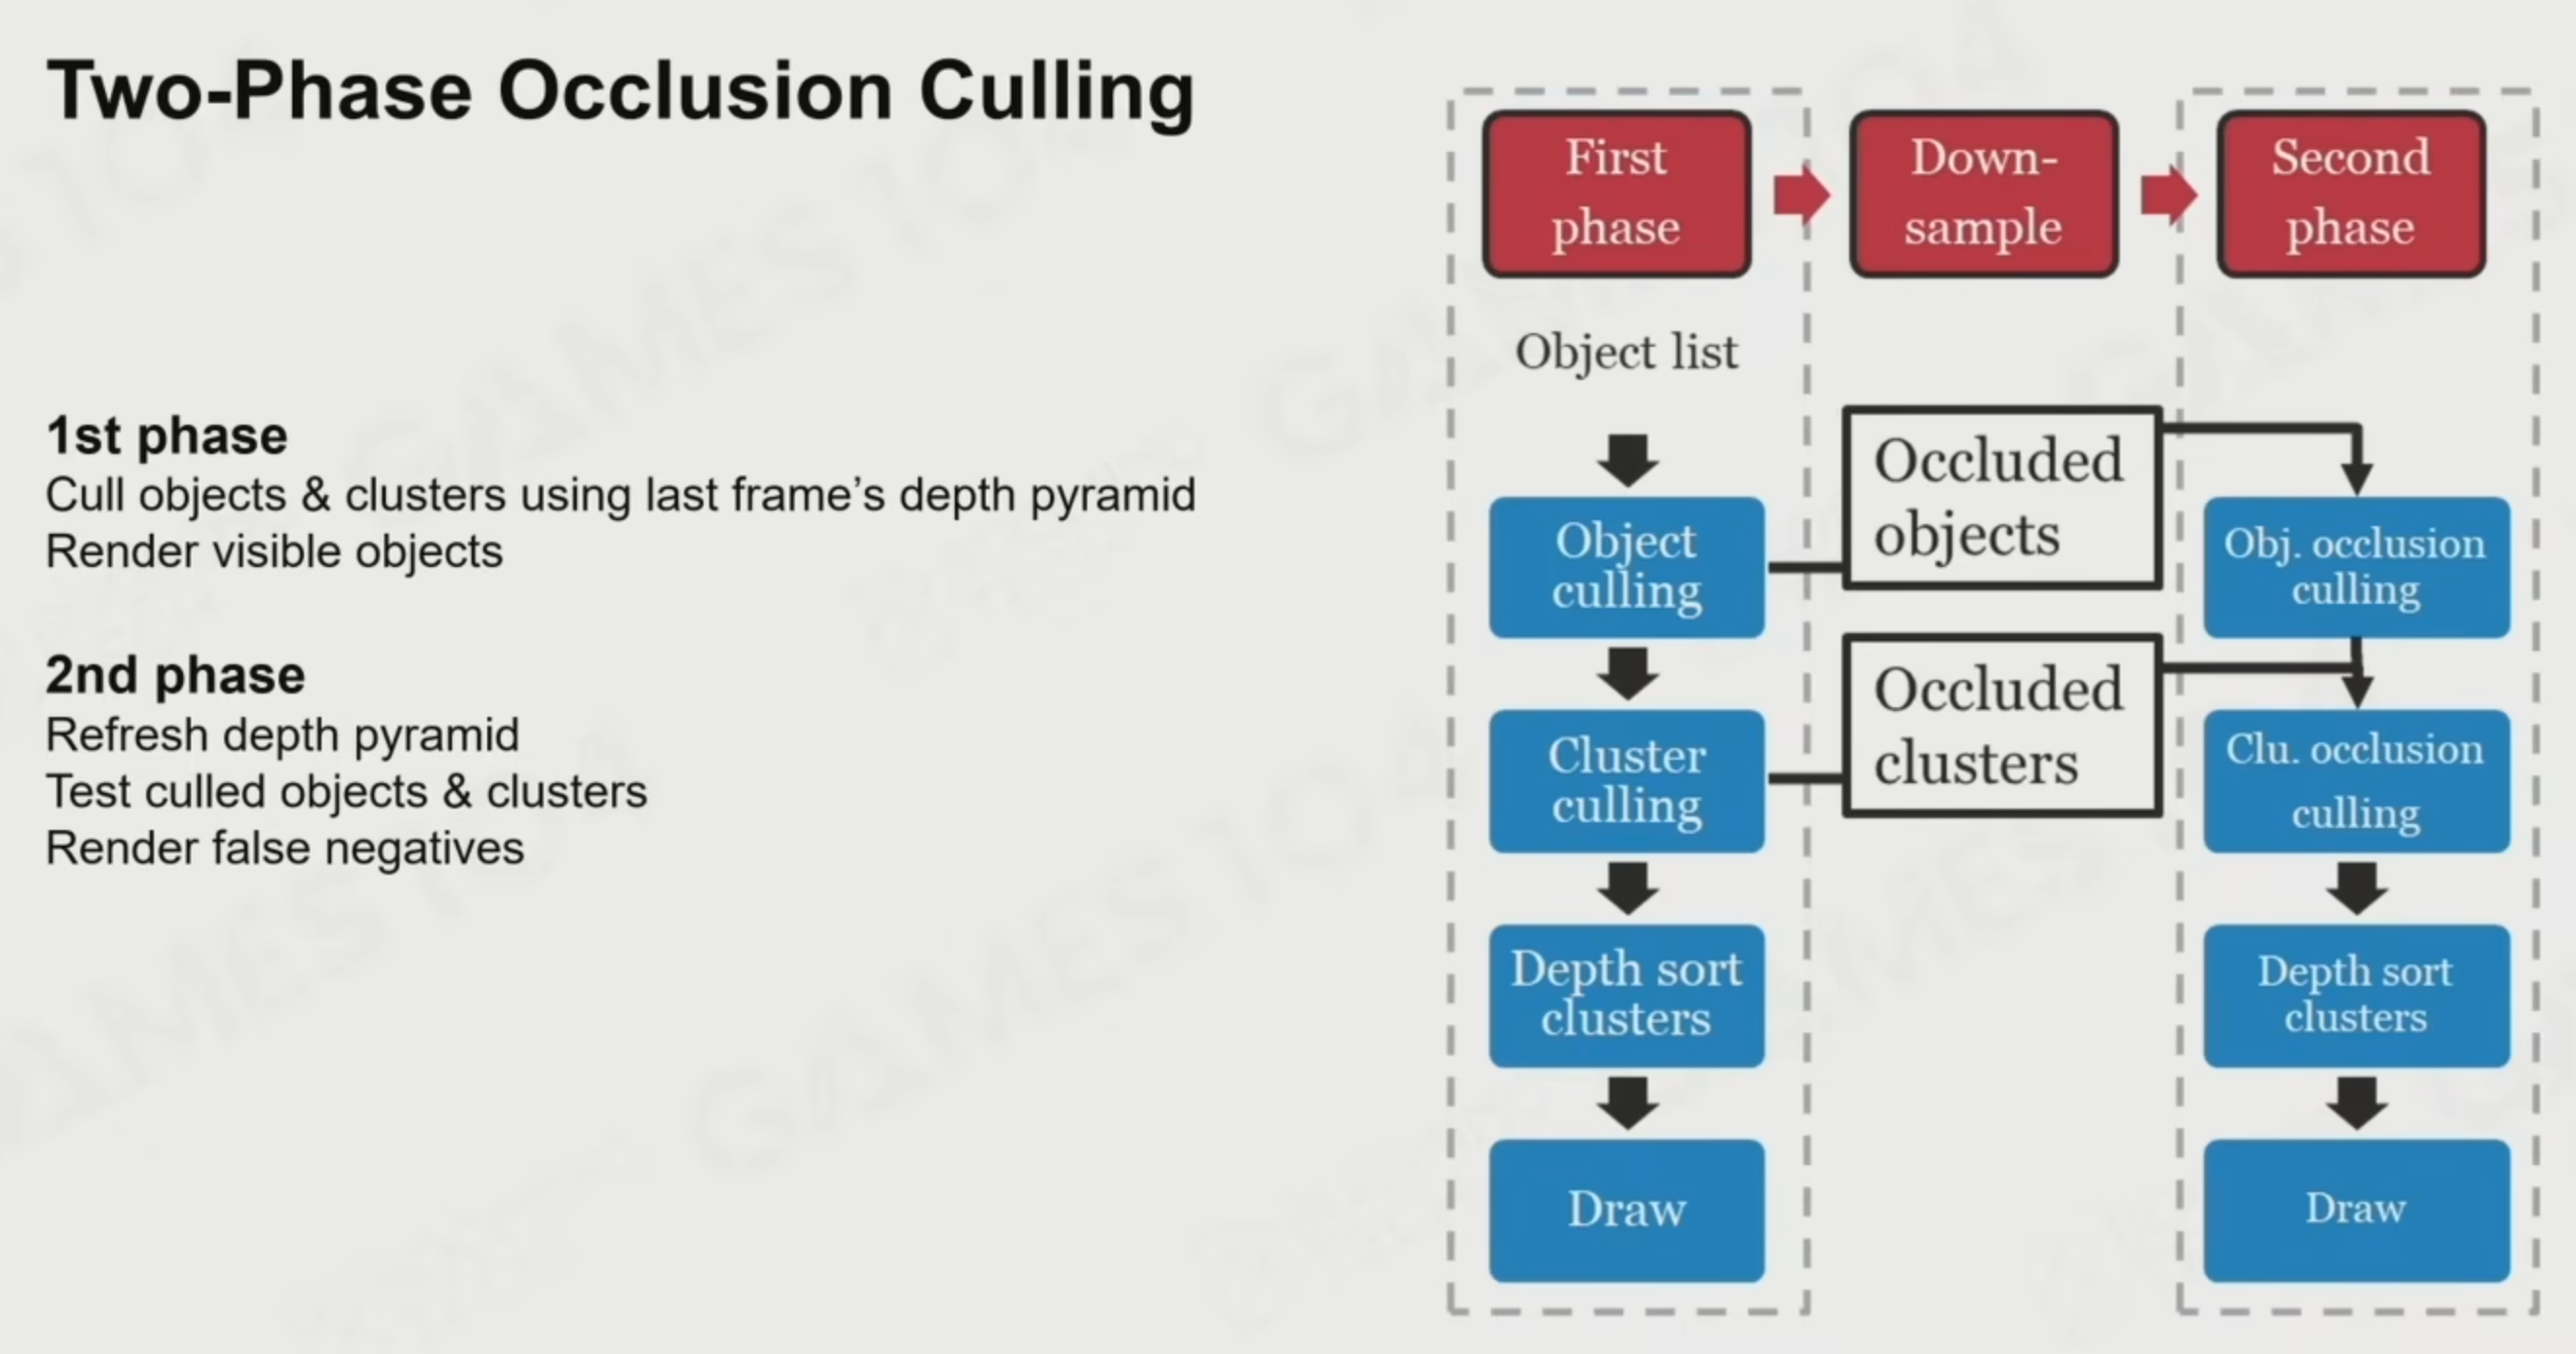 Two-Phase Occlusion Culling
1st phase
Cull objects & clusters using last frame’s depth pyramid
Render visible objects
2nd phase
Refresh depth pyramid
Test culled objects & clusters
Render false negatives
First
phase
Down-
sample
Second
phase
Object list
Object
culling
Cluster
culling
Depth sort
clusters
Draw
Occluded
objects
Occluded
clusters
Obj. occlusion
culling
Clu. occlusion
culling
Depth sort
clusters
Draw
GAMES104